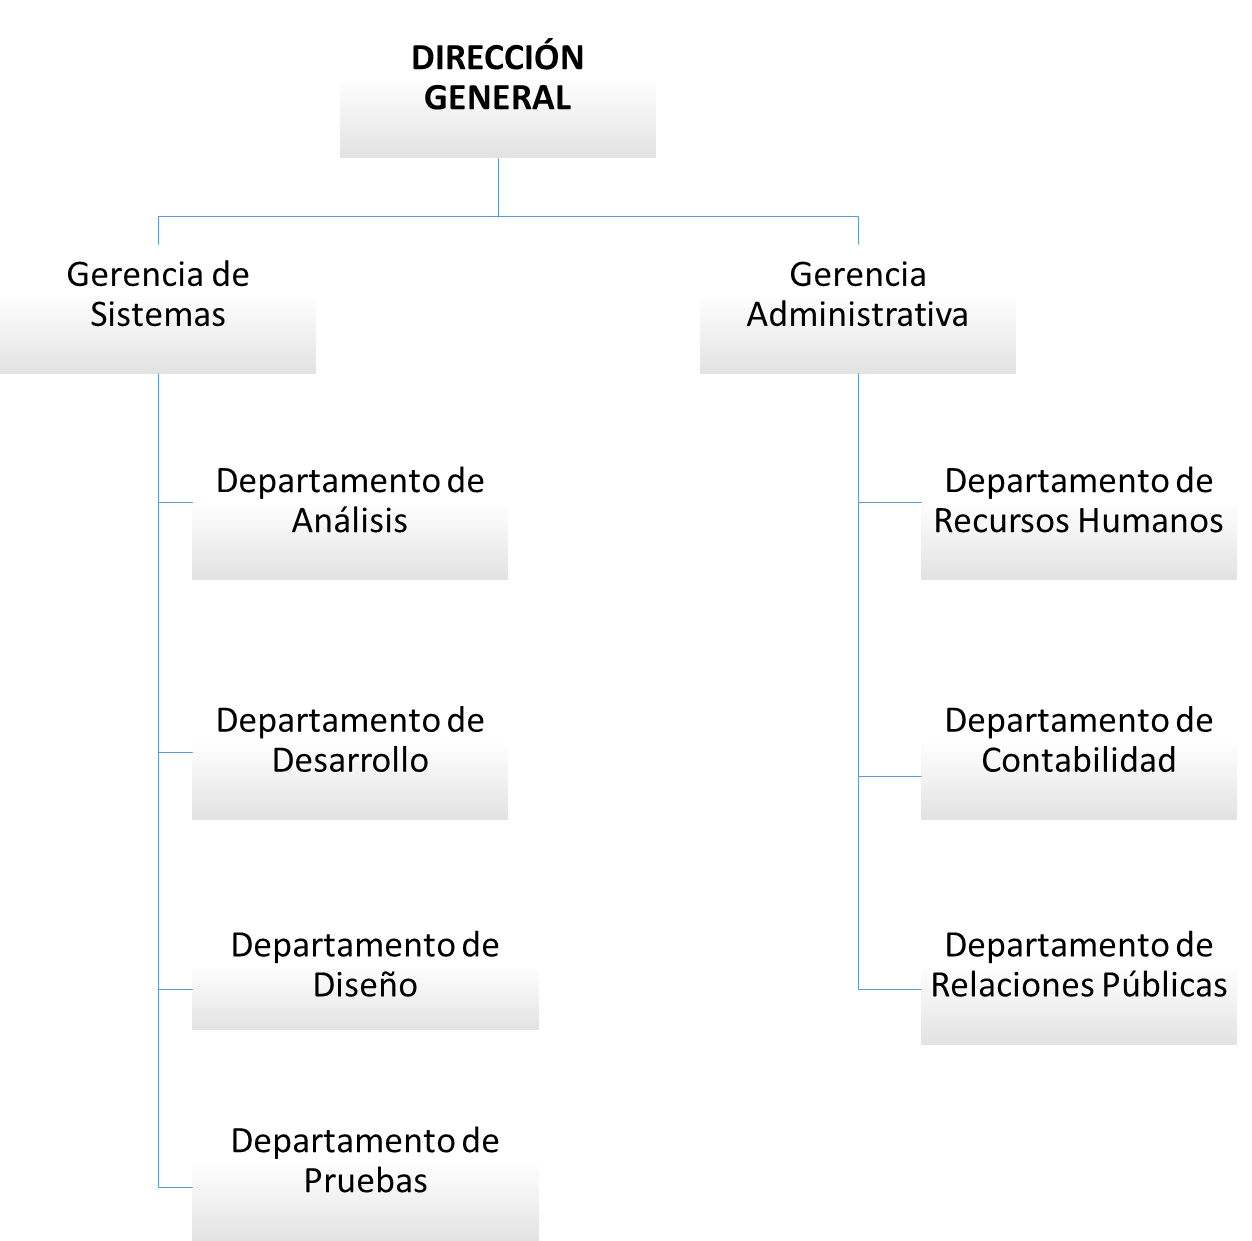 DIRECCIÓN
GENERAL
Gerencia de
Sistemas
Gerencia
Administrativa
Departamento de
Análisis
Departamento de
Recursos Humanos
Departamento de
Desarrollo
Departamento de
Contabilidad
Departamento de
Diseño
Departamento de
Relaciones Públicas
Departamento de
Pruebas